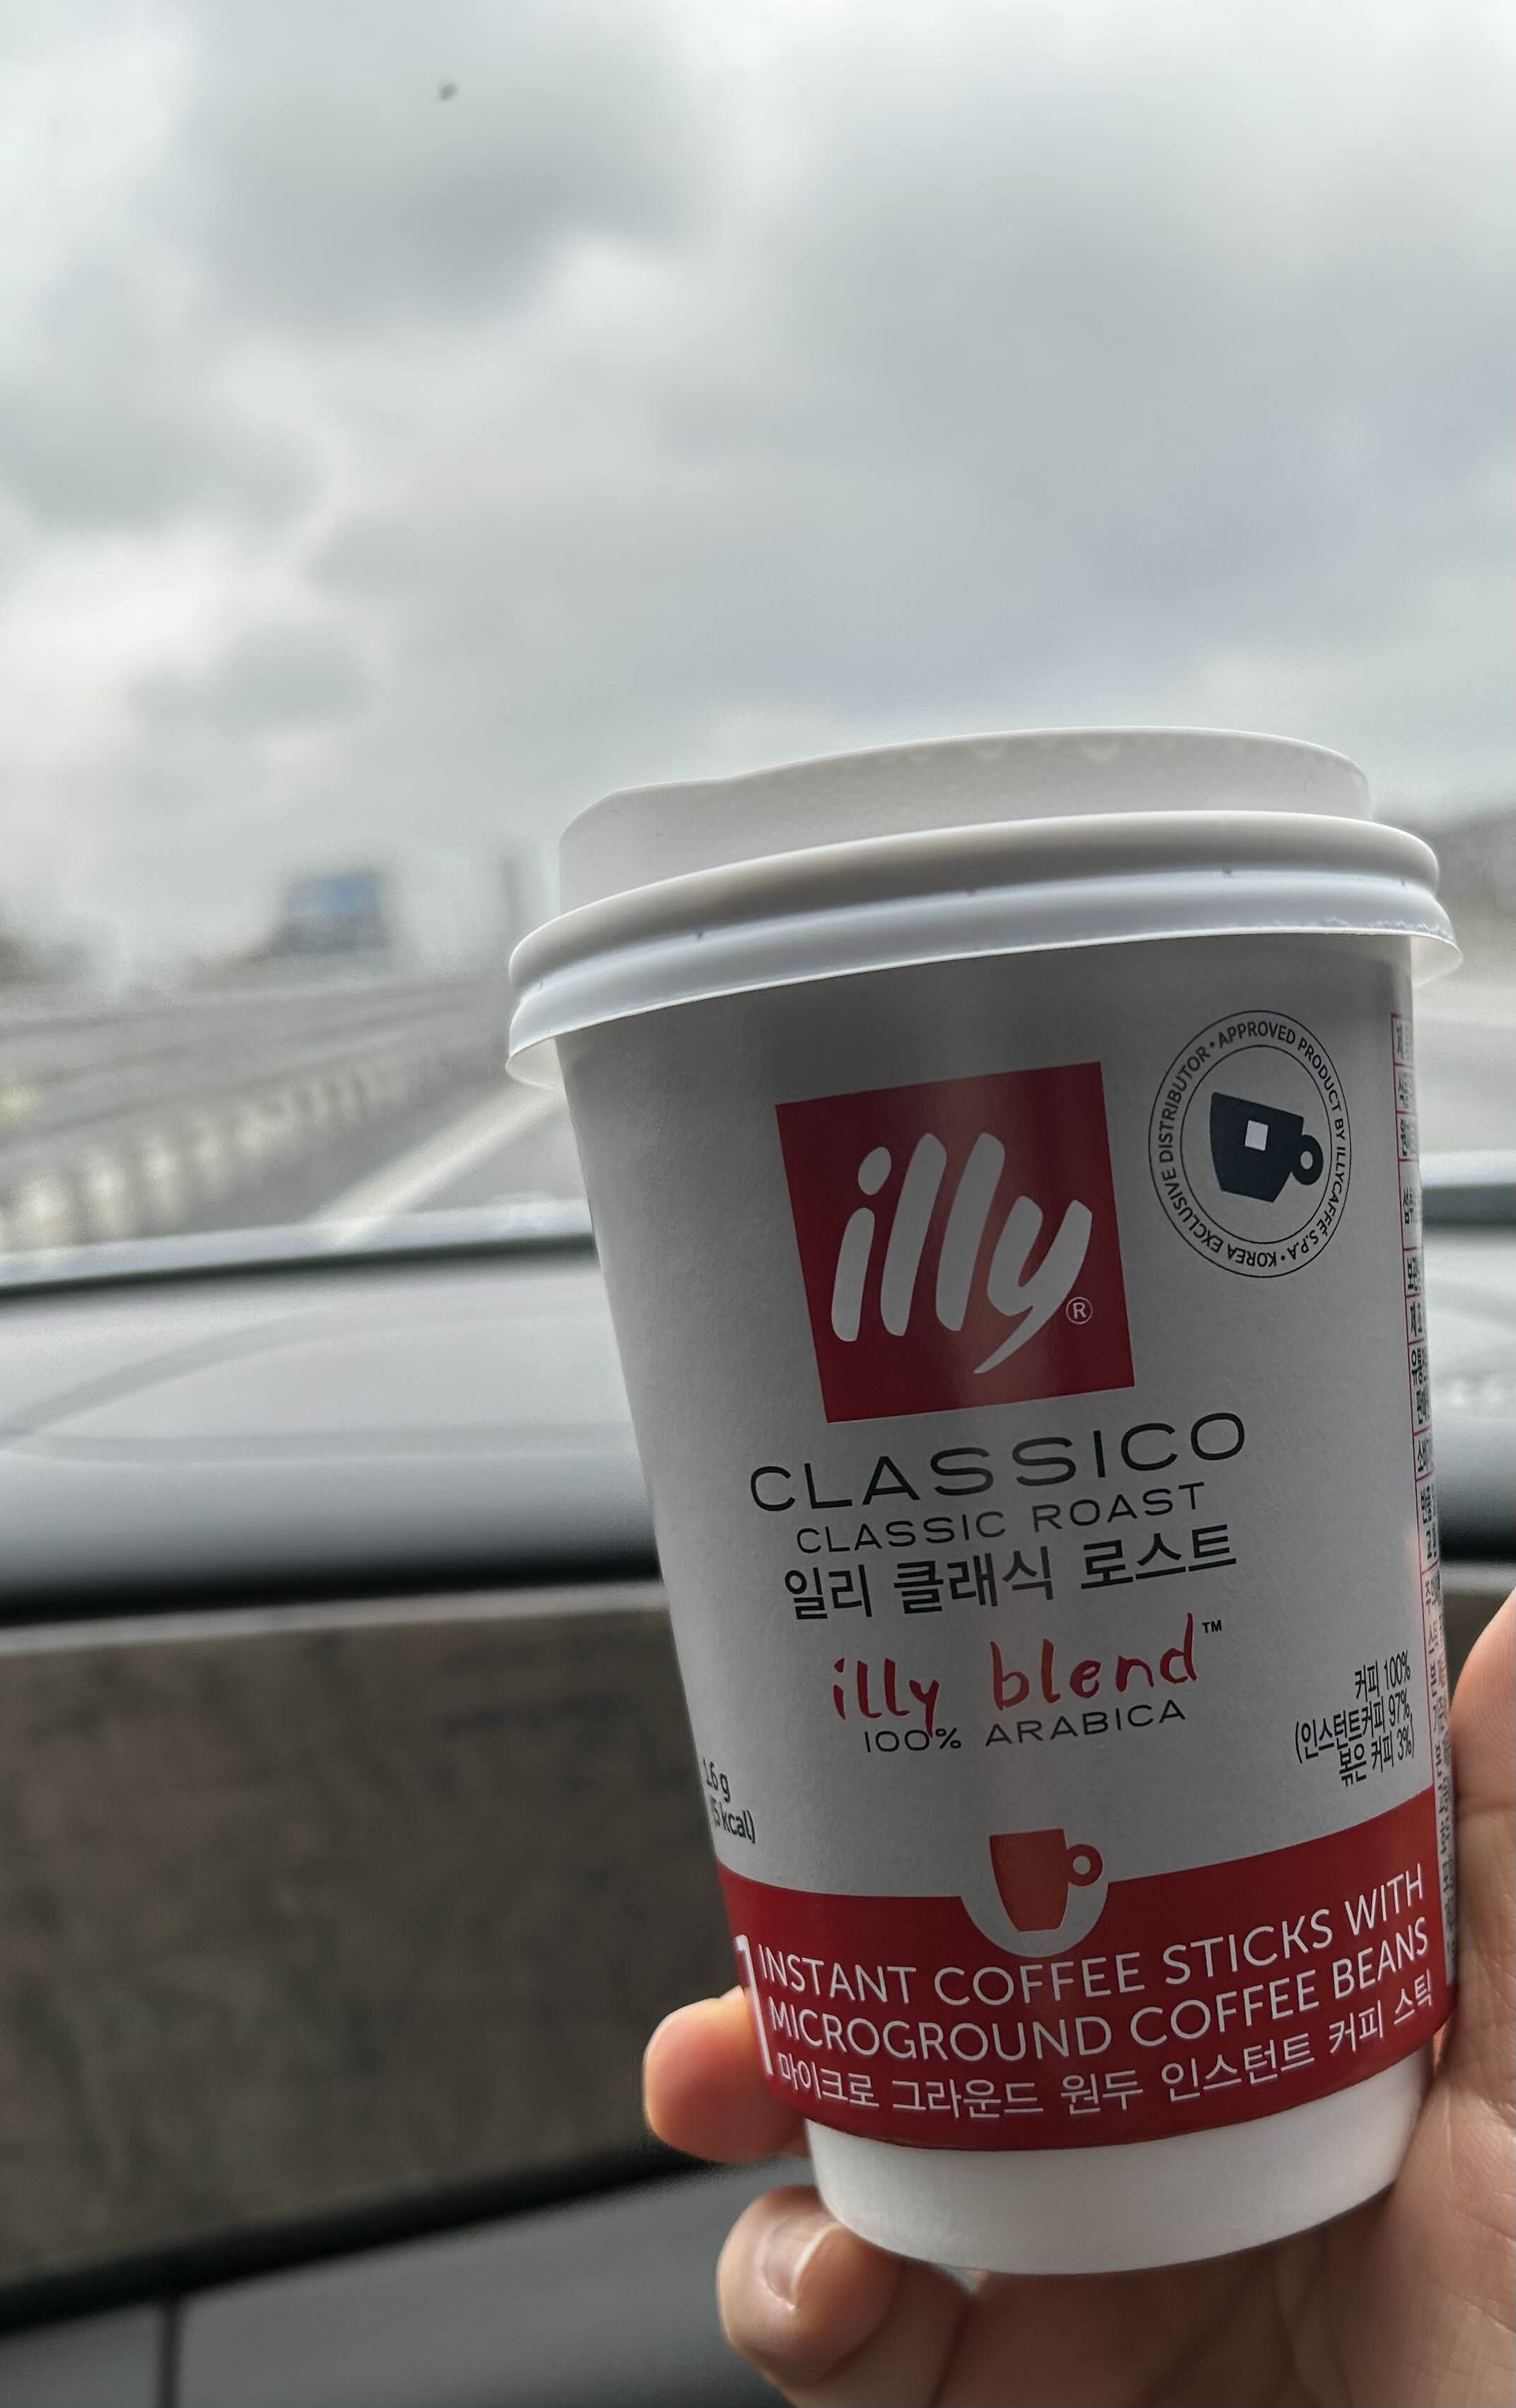 KOREA EXCLUSIVE DISTRIBUTOR • APPROVED PRODUCT BY ILLYCAFFÈ S.P.A •
illy®
CLASSICO
CLASSIC ROAST
일리 클래식 로스트
illy blend™
100% ARABICA
커피 100%
(인스턴트커피 97%,
볶은 커피 3%)
1 INSTANT COFFEE STICKS WITH
MICROGROUND COFFEE BEANS
마이크로 그라운드 원두 인스턴트 커피 스틱